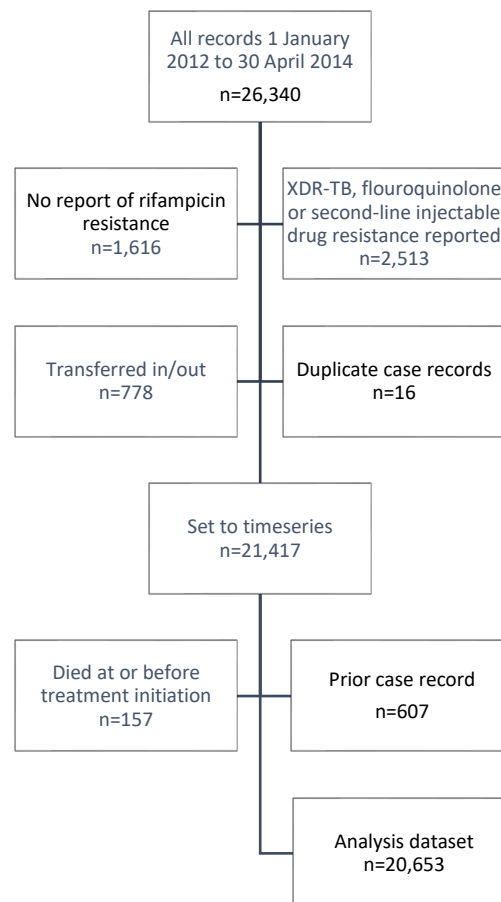 All records 1 January
2012 to 30 April 2014
n=26,340
No report of rifampicin
resistance
n=1,616
XDR-TB, flouroquinolone
or second-line injectable
drug resistance reported
n=2,513
Transferred in/out
n=778
Duplicate case records
n=16
Set to timeseries
n=21,417
Died at or before
treatment initiation
n=157
Prior case record
n=607
Analysis dataset
n=20,653